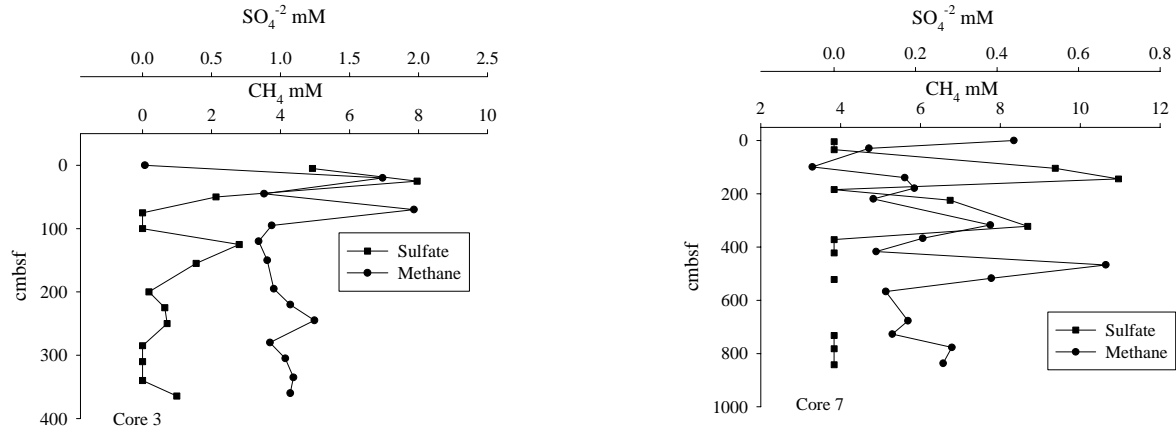 SO4^-2 mM
0.0 0.5 1.0 1.5 2.0 2.5
CH4 mM
0 2 4 6 8 10
0
100
200
300
400
cmbsf
Sulfate
Methane
Core 3
SO4^-2 mM
0.0 0.2 0.4 0.6 0.8
CH4 mM
2 4 6 8 10 12
0
200
400
600
800
1000
cmbsf
Sulfate
Methane
Core 7